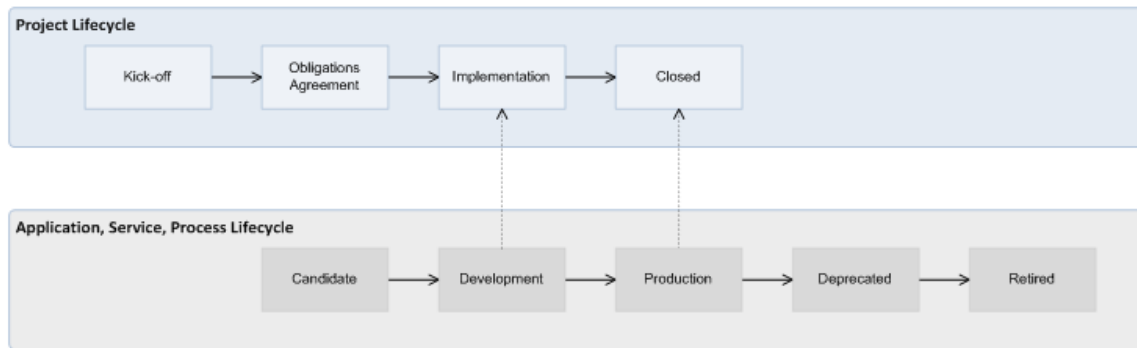 Project Lifecycle
Kick-off
Obligations
Agreement
Implementation
Closed
Application, Service, Process Lifecycle
Candidate
Development
Production
Deprecated
Retired